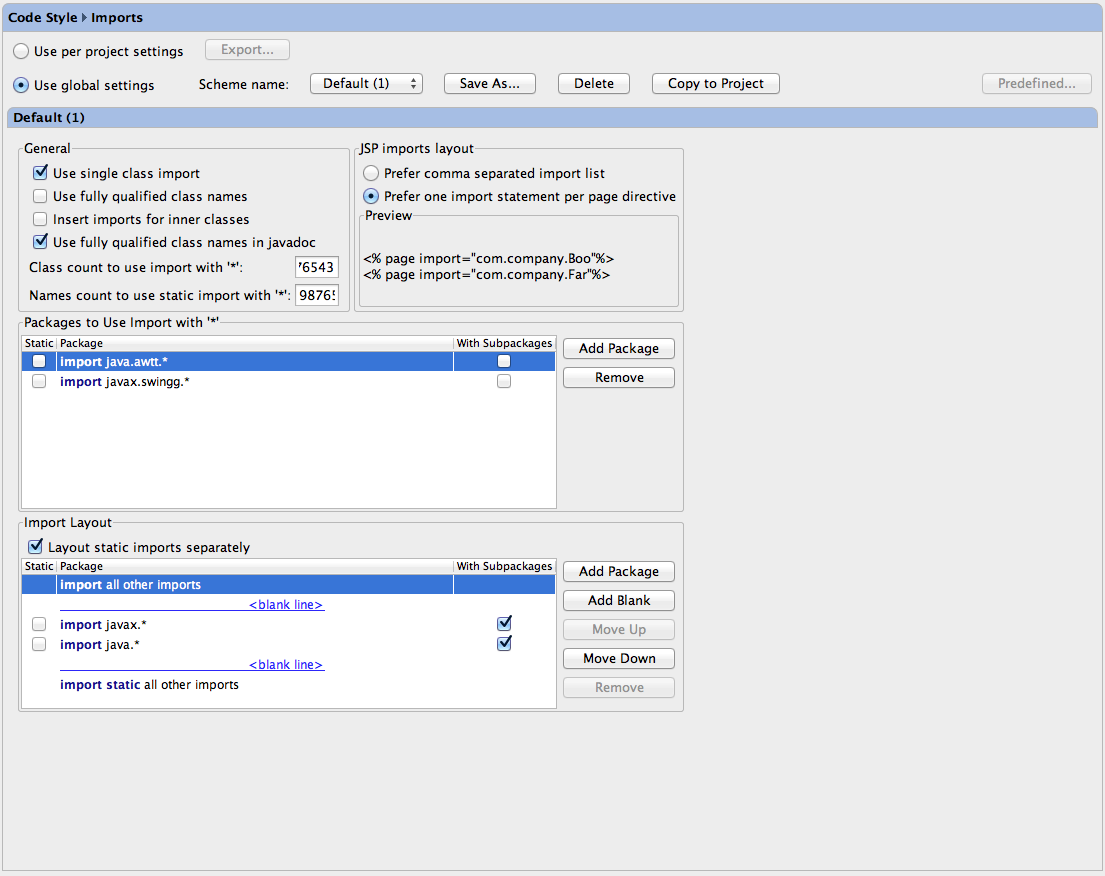 Code Style Imports
Use per project settings Export...
Use global settings Scheme name: Default (1) Save As... Delete Copy to Project Predefined...
Default (1)
General
Use single class import
Use fully qualified class names
Insert imports for inner classes
Use fully qualified class names in javadoc
Class count to use import with '*': 76543
Names count to use static import with '*': 9876
JSP imports layout
Prefer comma separated import list
Prefer one import statement per page directive
Preview
<% page import="com.company.Boo"%>
<% page import="com.company.Far"%>
Packages to Use Import with '*'
Static Package With Subpackages
import java.awtt.*
import javax.swingg.*
Add Package
Remove
Import Layout
Layout static imports separately
Static Package With Subpackages
import all other imports
<blank line>
import javax.*
import java.*
<blank line>
import static all other imports
Add Package
Add Blank
Move Up
Move Down
Remove